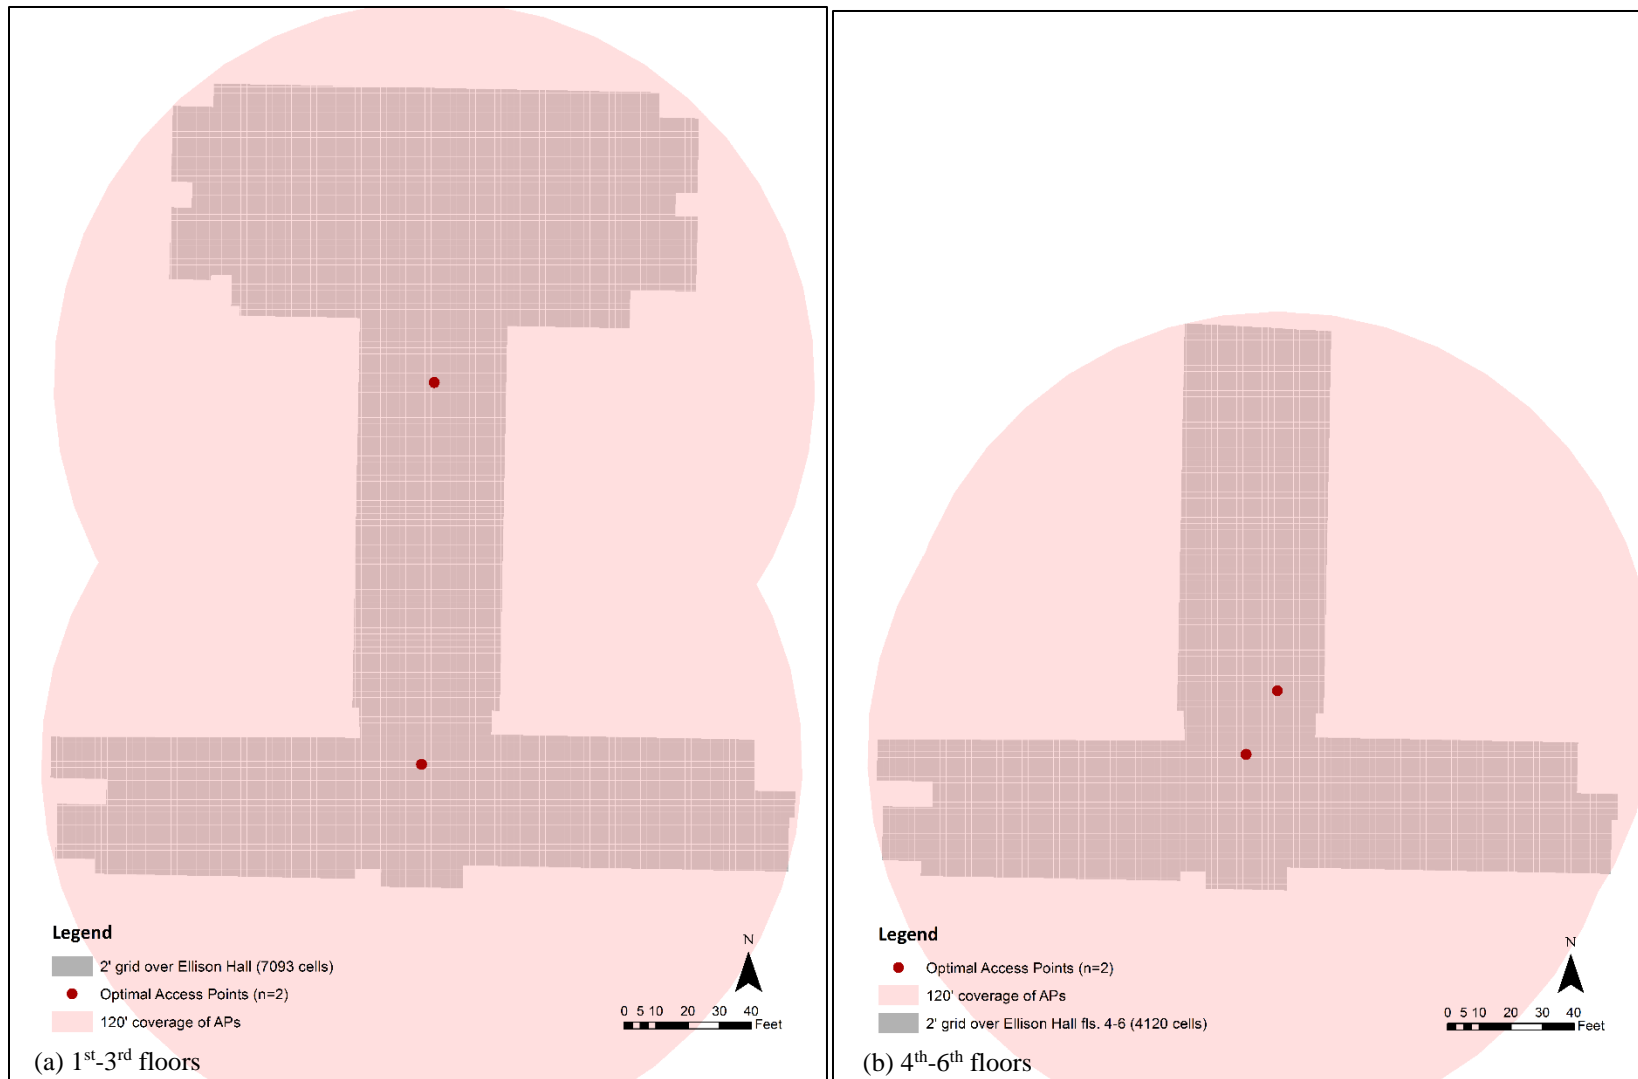 Legend
2' grid over Ellison Hall (7093 cells)
Optimal Access Points (n=2)
120' coverage of APs
N
0 5 10 20 30 40
Feet
(a) 1st-3rd floors
Legend
Optimal Access Points (n=2)
120' coverage of APs
2' grid over Ellison Hall fls. 4-6 (4120 cells)
N
0 5 10 20 30 40
Feet
(b) 4th-6th floors